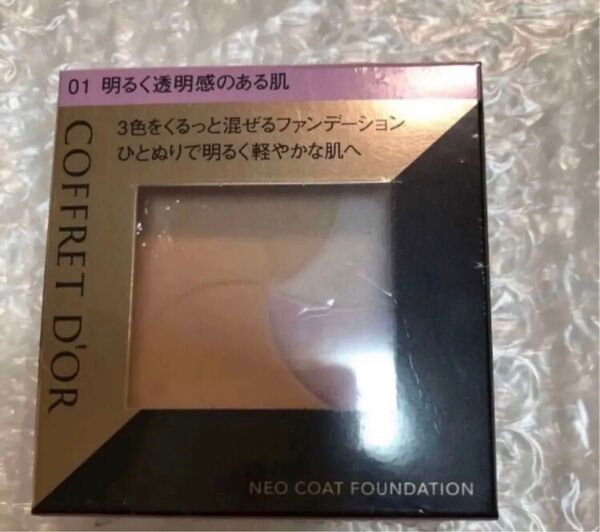 01 明るく透明感のある肌
3色をくるっと混ぜるファンデーション
ひとぬりで明るく軽やかな肌へ
COFFRET D'OR
NEO COAT FOUNDATION